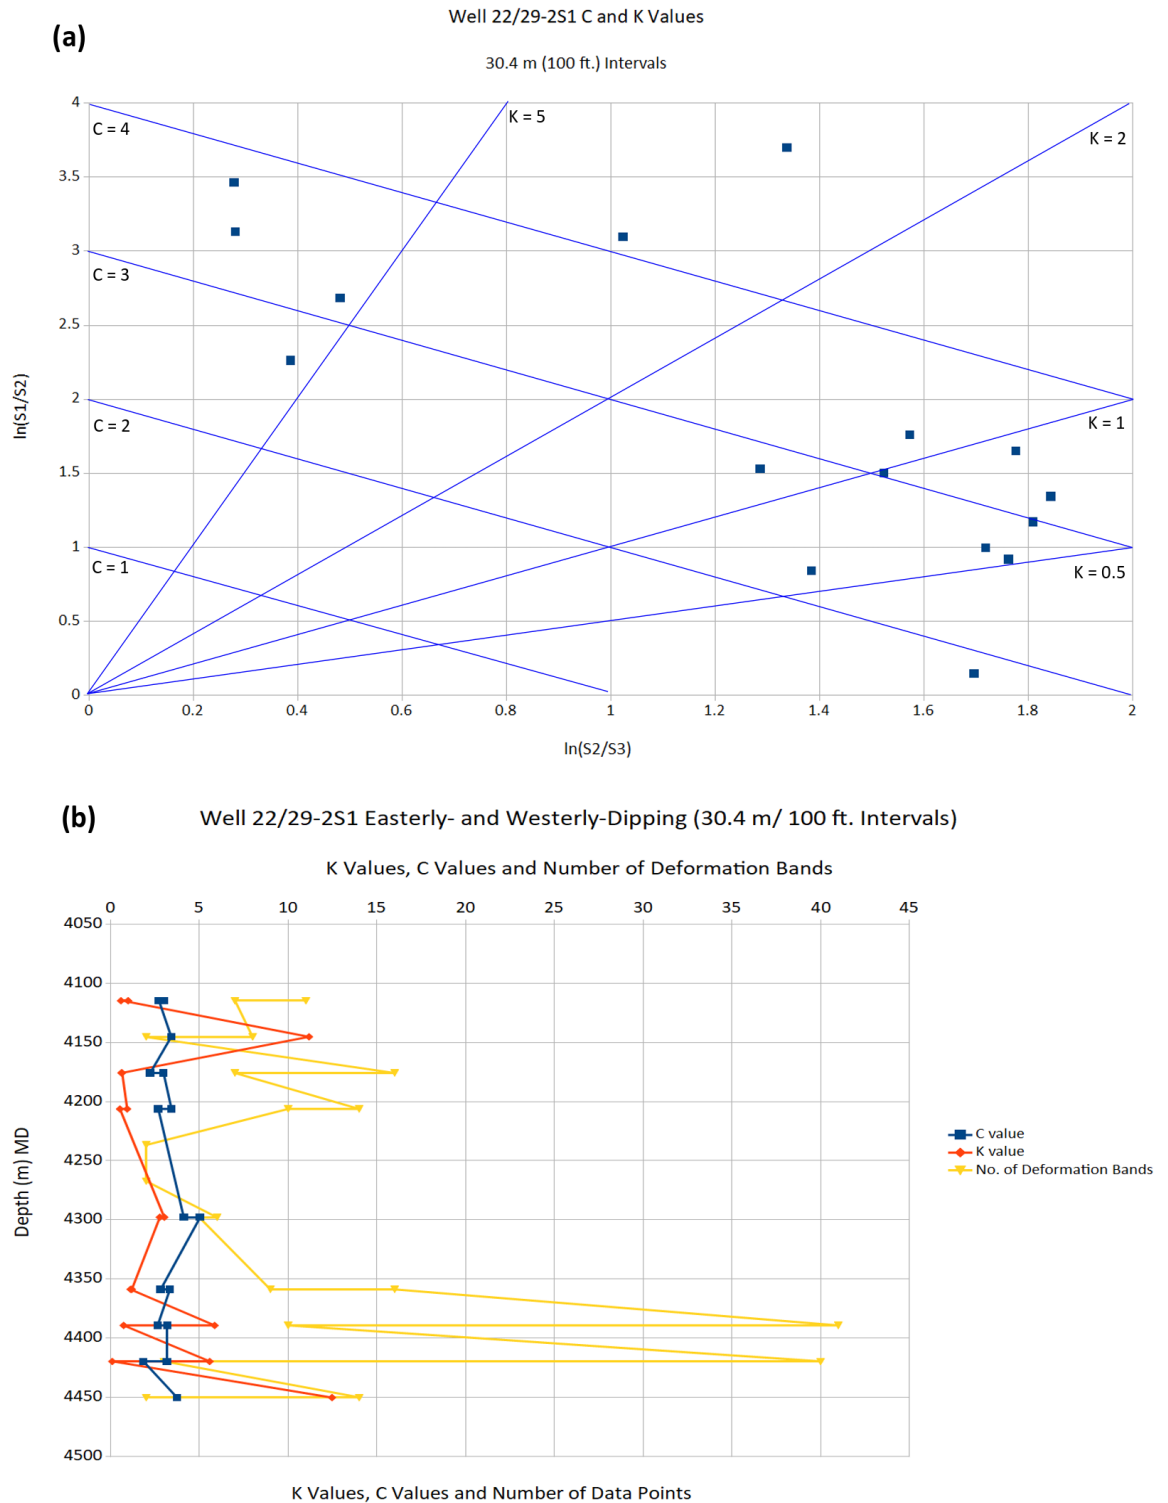 (a)
Well 22/29-2S1 C and K Values
30.4 m (100 ft.) Intervals
4
3.5
3
2.5
2
1.5
1
0.5
0
C = 4
C = 3
C = 2
C = 1
K = 5
K = 2
K = 1
K = 0.5
ln(S1/S2)
0 0.2 0.4 0.6 0.8 1 1.2 1.4 1.6 1.8 2
ln(S2/S3)
(b)
Well 22/29-2S1 Easterly- and Westerly-Dipping (30.4 m/ 100 ft. Intervals)
K Values, C Values and Number of Deformation Bands
0 5 10 15 20 25 30 35 40 45
4050
4100
4150
4200
4250
4300
4350
4400
4450
4500
Depth (m) MD
C value
K value
No. of Deformation Bands
K Values, C Values and Number of Data Points